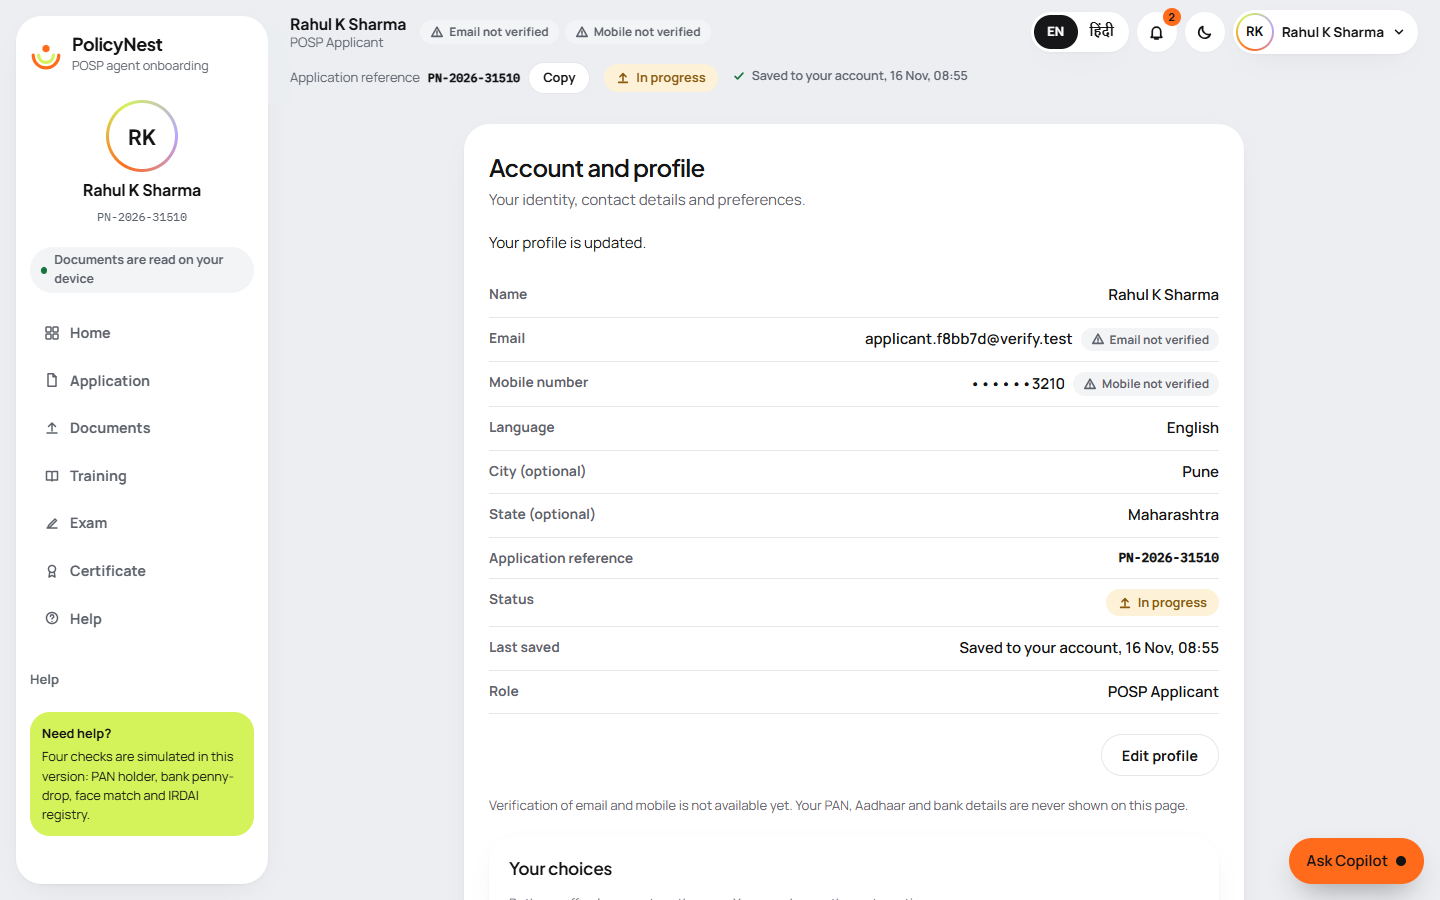 PolicyNest
POSP agent onboarding
RK
Rahul K Sharma
PN-2026-31510
Documents are read on your
device
Home
Application
Documents
Training
Exam
Certificate
Help
Help
Need help?
Four checks are simulated in this
version: PAN holder, bank penny-
drop, face match and IRDAI
registry.
Rahul K Sharma
POSP Applicant
Email not verified
Mobile not verified
EN
हिंदी
2
RK
Rahul K Sharma
Application reference PN-2026-31510
Copy
In progress
Saved to your account, 16 Nov, 08:55
Account and profile
Your identity, contact details and preferences.
Your profile is updated.
Name Rahul K Sharma
Email applicant.f8bb7d@verify.test Email not verified
Mobile number ••••••3210 Mobile not verified
Language English
City (optional) Pune
State (optional) Maharashtra
Application reference PN-2026-31510
Status In progress
Last saved Saved to your account, 16 Nov, 08:55
Role POSP Applicant
Edit profile
Verification of email and mobile is not available yet. Your PAN, Aadhaar and bank details are never shown on this page.
Your choices
Ask Copilot